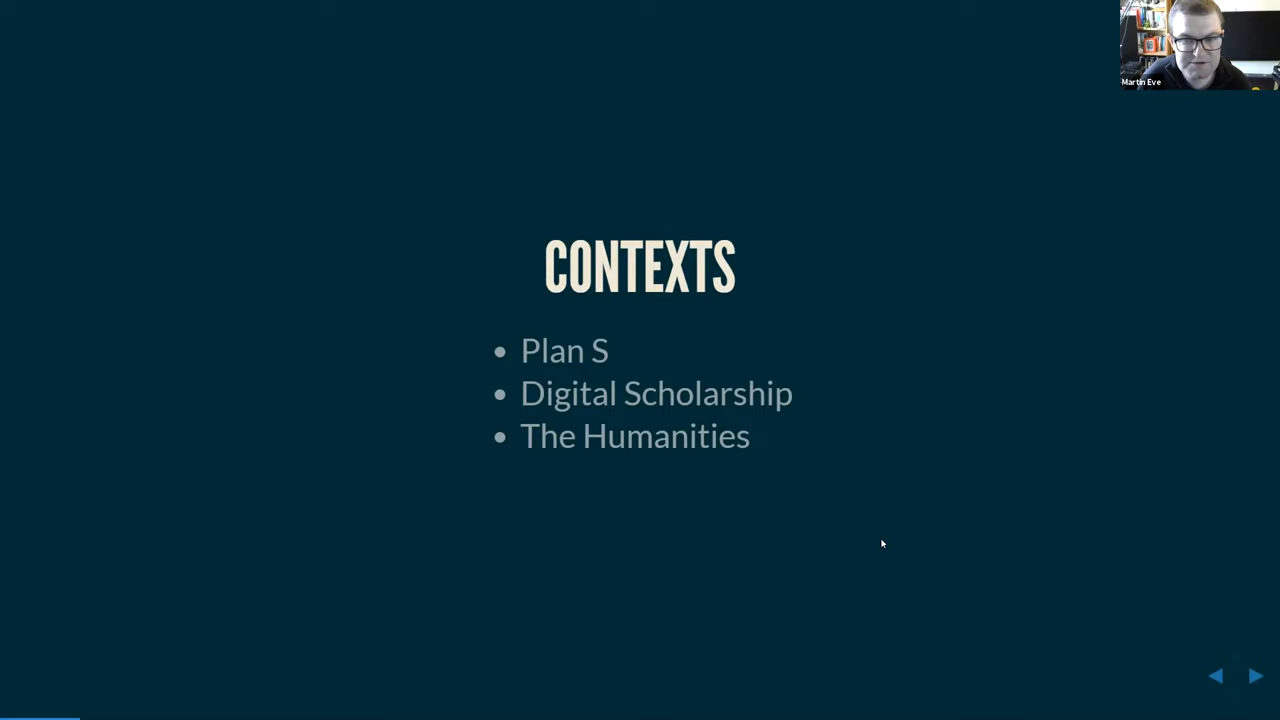 Martin Eve
CONTEXTS
Plan S
Digital Scholarship
The Humanities